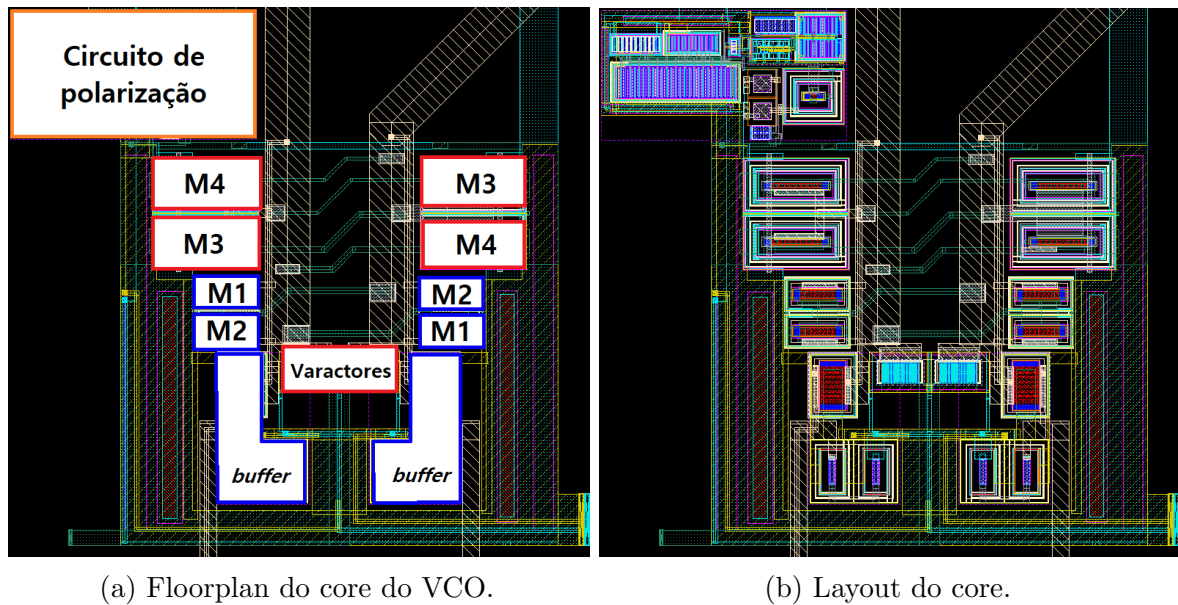 Circuito de
polarização
M4
M3
M3
M4
M1
M2
M2
M1
Varactores
buffer
buffer
(a) Floorplan do core do VCO.
(b) Layout do core.